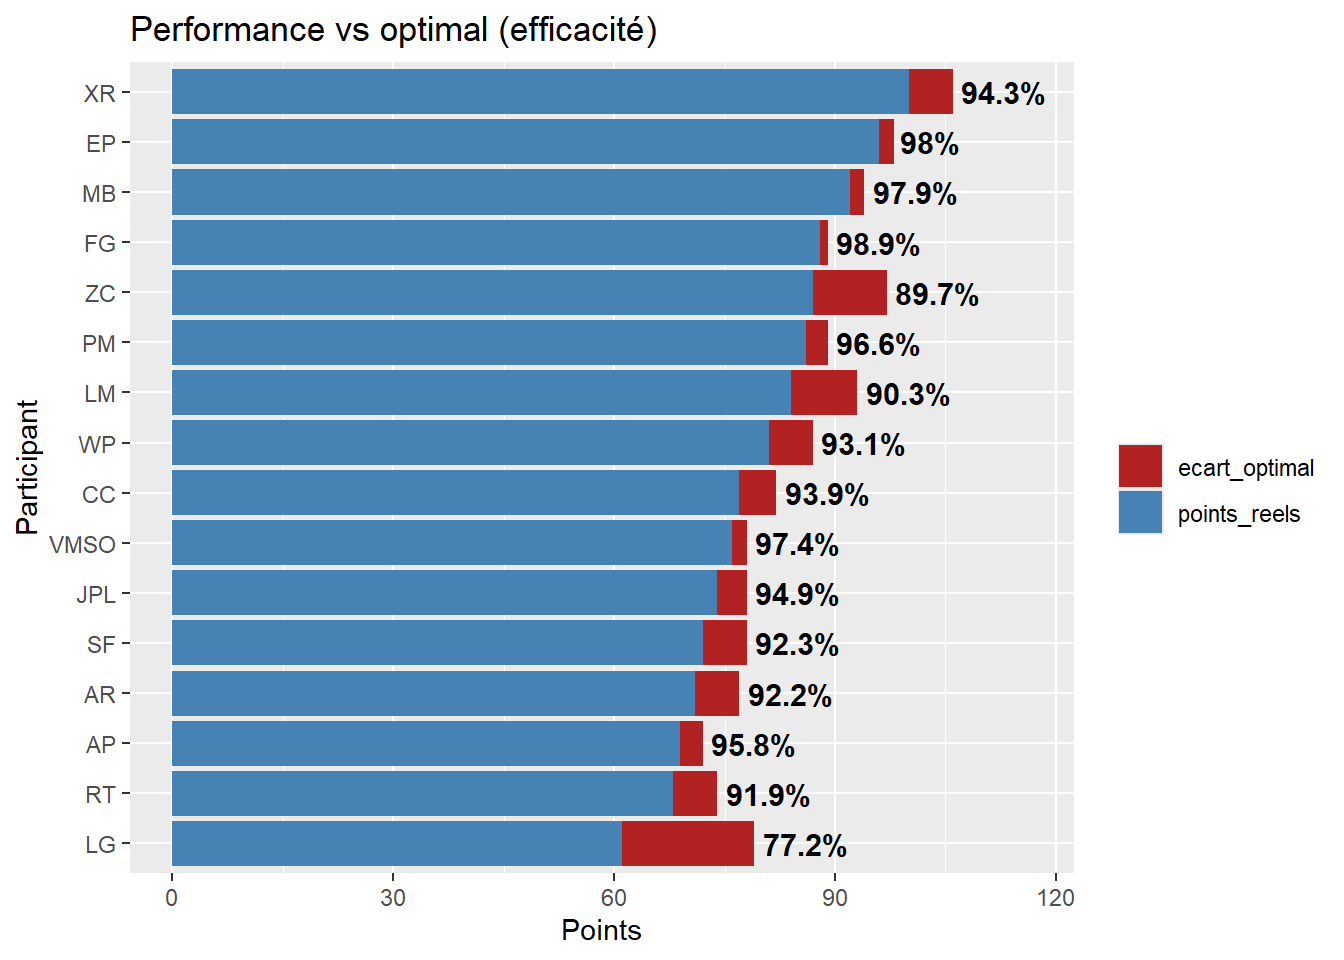 Performance vs optimal (efficacité)
Participant
XR 94.3%
EP 98%
MB 97.9%
FG 98.9%
ZC 89.7%
PM 96.6%
LM 90.3%
WP 93.1%
CC 93.9%
VMSO 97.4%
JPL 94.9%
SF 92.3%
AR 92.2%
AP 95.8%
RT 91.9%
LG 77.2%
0 30 60 90 120
Points
ecart_optimal
points_reels